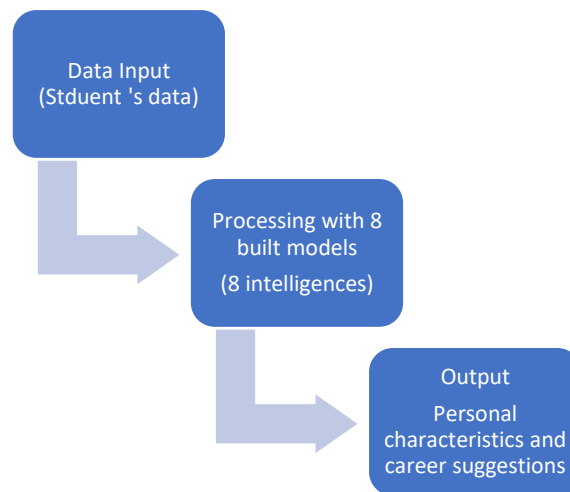 Data Input
(Stduent 's data)
Processing with 8
built models
(8 intelligences)
Output
Personal
characteristics and
career suggestions